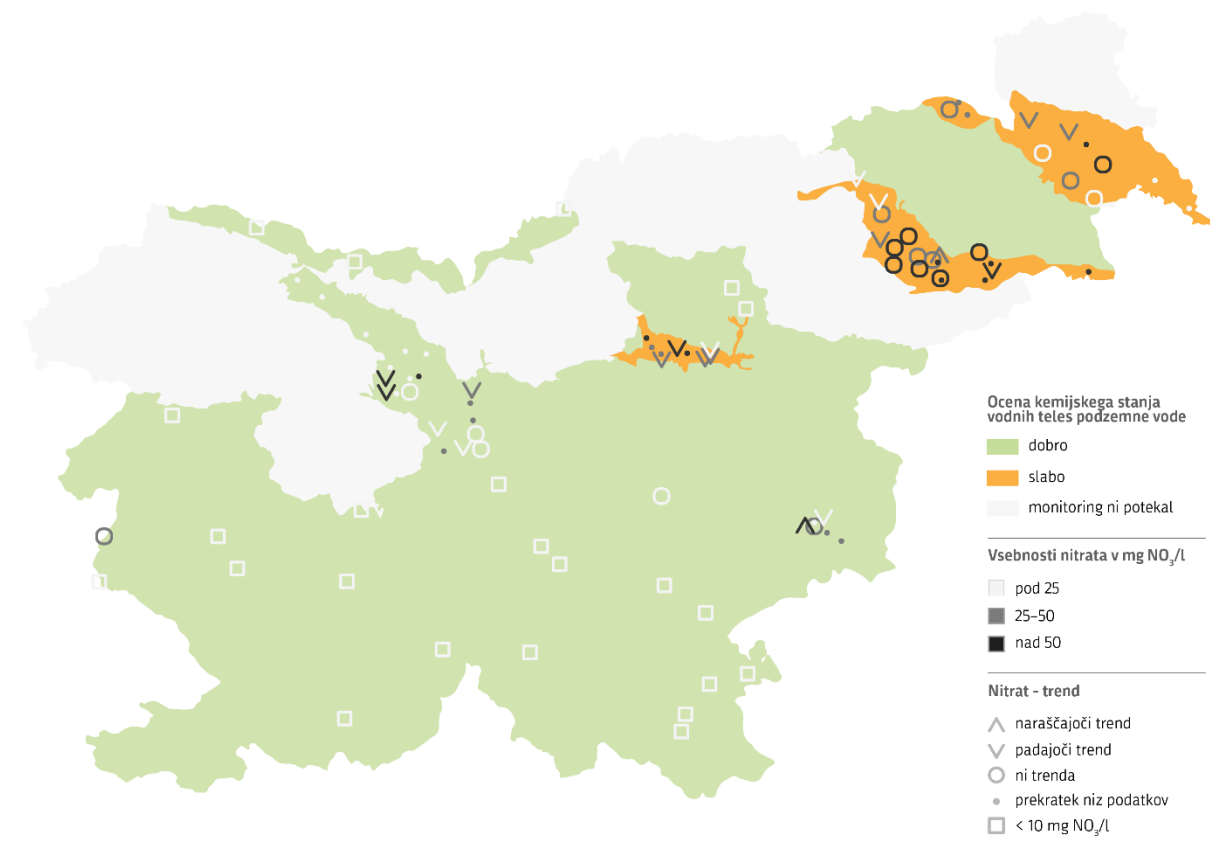 Ocena kemijskega stanja
vodnih teles podzemne vode
dobro
slabo
monitoring ni potekal
Vsebnosti nitrata v mg NO₃/l
pod 25
25–50
nad 50
Nitrat - trend
naraščajoči trend
padajoči trend
ni trenda
prekratek niz podatkov
< 10 mg NO₃/l